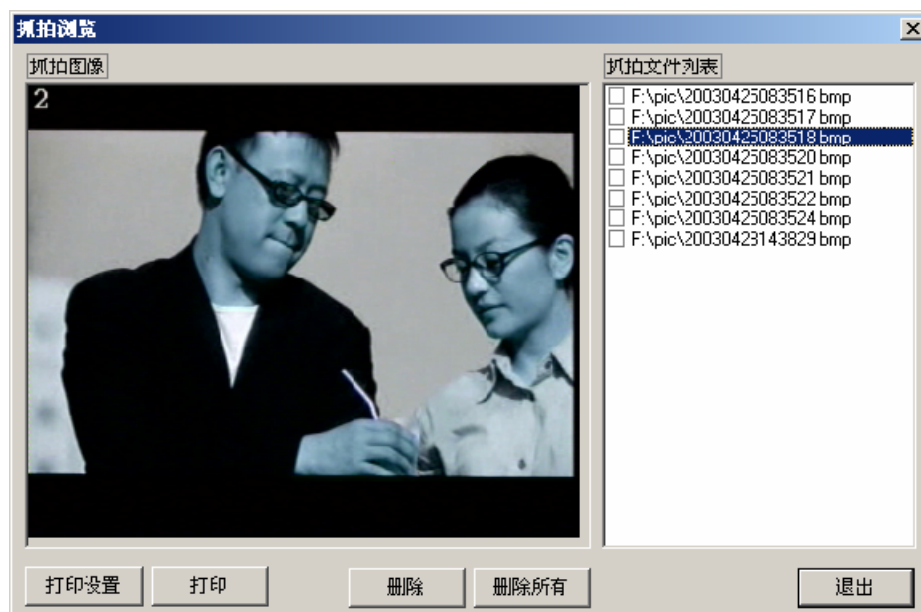 抓拍浏览
抓拍图像
抓拍文件列表
2
F:\pic\20030425083516.bmp
F:\pic\20030425083517.bmp
F:\pic\20030425083518.bmp
F:\pic\20030425083520.bmp
F:\pic\20030425083521.bmp
F:\pic\20030425083522.bmp
F:\pic\20030425083524.bmp
F:\pic\20030423143829.bmp
打印设置 打印 删除 删除所有 退出